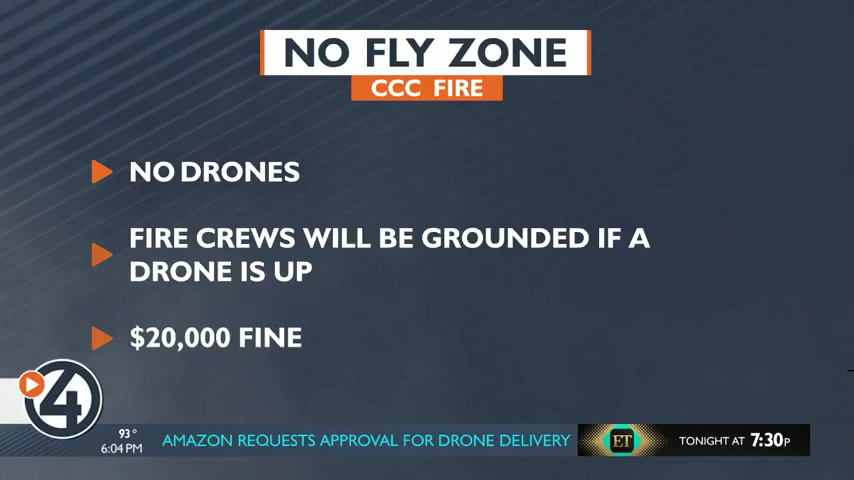 NO FLY ZONE
CCC FIRE
NO DRONES
FIRE CREWS WILL BE GROUNDED IF A
DRONE IS UP
$20,000 FINE
4
93°
6:04 PM
AMAZON REQUESTS APPROVAL FOR DRONE DELIVERY
ET
TONIGHT AT 7:30P